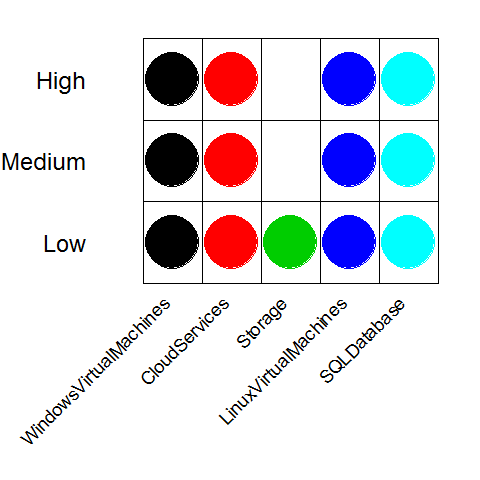 High
Medium
Low
WindowsVirtualMachines
CloudServices
Storage
LinuxVirtualMachines
SQLDatabase